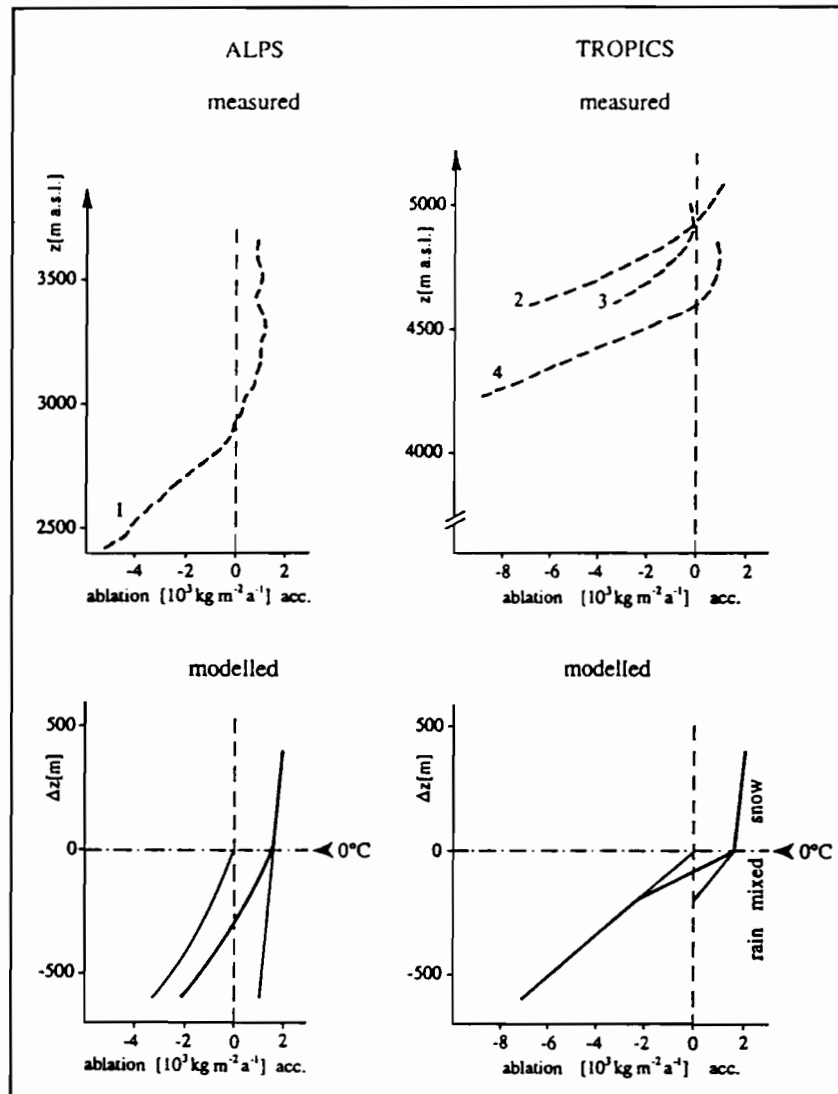 ALPS
measured
z[m a.s.l.]
3500
3000
2500
1
-4 -2 0 2
ablation [10³ kg m⁻² a⁻¹] acc.
TROPICS
measured
z[m a.s.l.]
5000
4500
4000
2
3
4
-8 -6 -4 -2 0 2
ablation [10³ kg m⁻² a⁻¹] acc.
modelled
Δz[m]
500
0
-500
0°C
-4 -2 0 2
ablation [10³ kg m⁻² a⁻¹] acc.
modelled
Δz[m]
500
0
-500
snow
0°C
rain mixed
-8 -6 -4 -2 0 2
ablation [10³ kg m⁻² a⁻¹] acc.